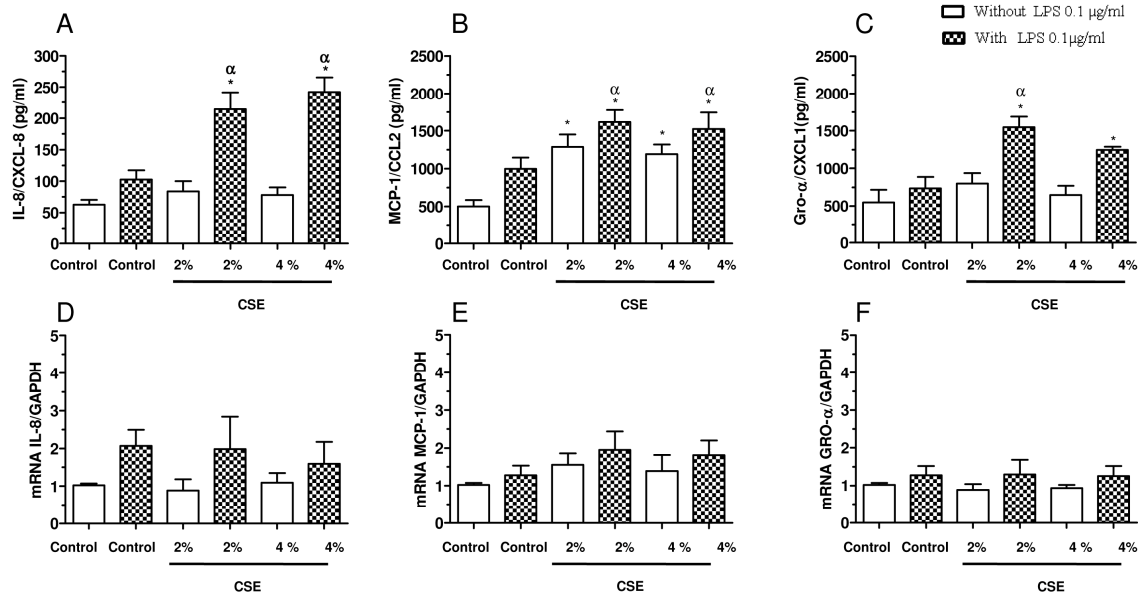 Without LPS 0.1 µg/ml
With LPS 0.1µg/ml
A
IL-8/CXCL-8 (pg/ml)
300
250
200
150
100
50
0
α
*
α
*
Control Control 2% 2% 4 % 4%
CSE
B
MCP-1/CCL2 (pg/ml)
2500
2000
1500
1000
500
0
*
α
*
*
α
*
Control Control 2% 2% 4 % 4%
CSE
C
Gro-α/CXCL1(pg/ml)
2500
2000
1500
1000
500
0
α
*
*
Control Control 2% 2% 4 % 4%
CSE
D
mRNA IL-8/GAPDH
5
4
3
2
1
0
Control Control 2% 2% 4 % 4%
CSE
E
mRNA MCP-1/GAPDH
5
4
3
2
1
0
Control Control 2% 2% 4 % 4%
CSE
F
mRNA GRO-α/GAPDH
5
4
3
2
1
0
Control Control 2% 2% 4 % 4%
CSE